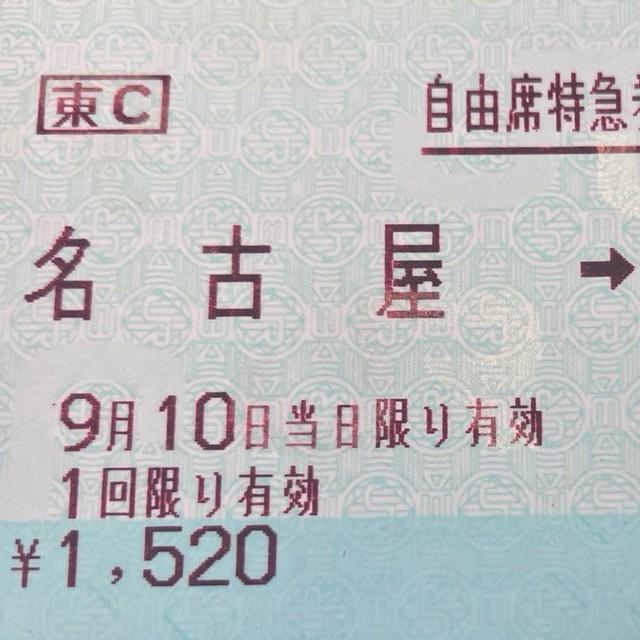 東C
自由席特急券
名古屋→
9月10日当日限り有効
1回限り有効
¥1,520